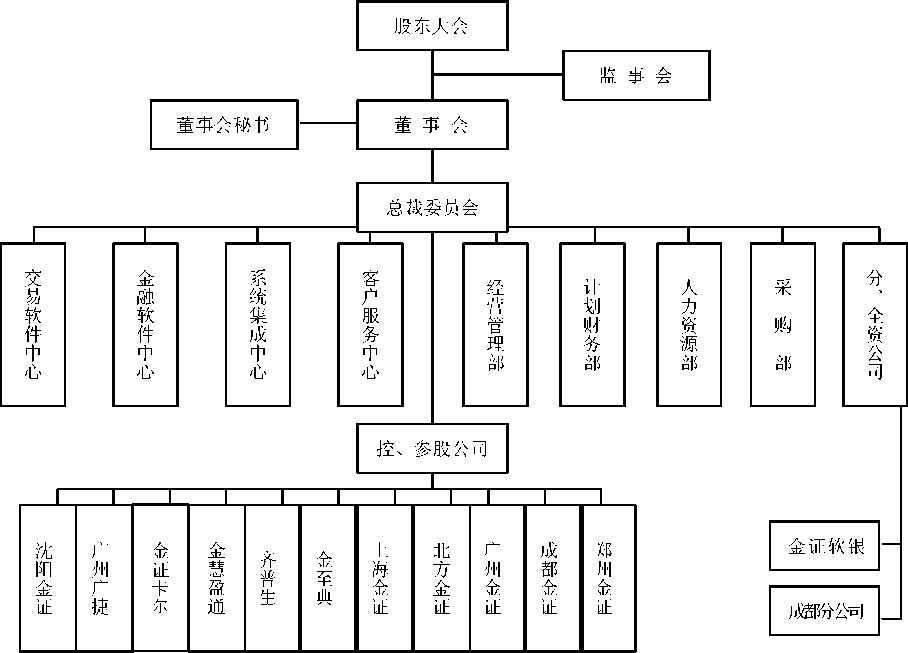 股东大会
监事会
董事会秘书
董事会
总裁委员会
交易软件中心
金融软件中心
系统集成中心
客户服务中心
经营管理部
计划财务部
人力资源部
采购部
分、全资公司
控、参股公司
沈阳金证
广州广捷
金证卡尔
金慧盈通
齐普生
金至典
上海金证
北方金证
广州金证
成都金证
郑州金证
金证软银
成都分公司